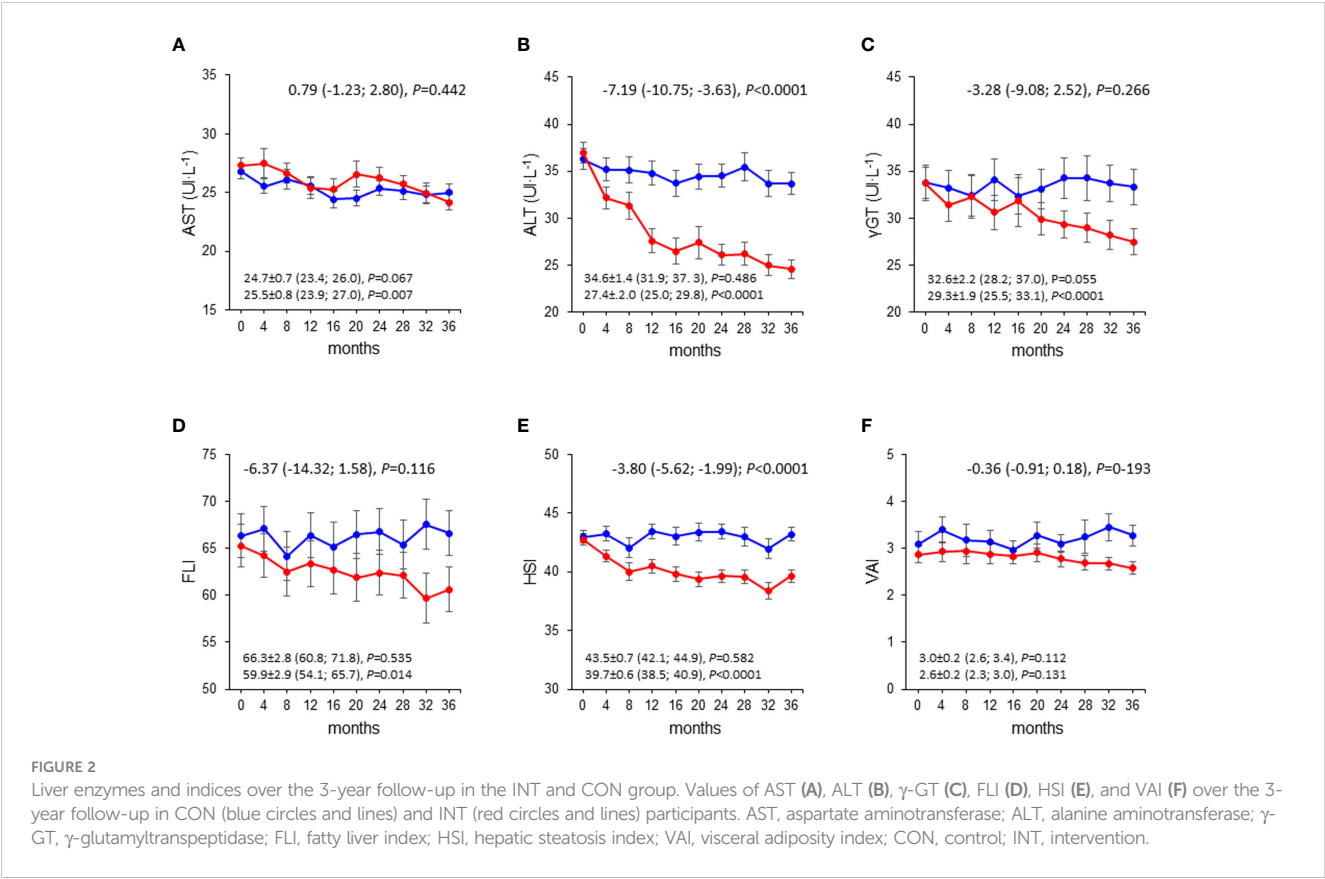 A
35
30
25
20
15
AST (UI·L-1)
0.79 (-1.23; 2.80), P=0.442
24.7±0.7 (23.4; 26.0), P=0.067
25.5±0.8 (23.9; 27.0), P=0.007
0 4 8 12 16 20 24 28 32 36
months
B
45
40
35
30
25
20
ALT (UI·L-1)
-7.19 (-10.75; -3.63), P<0.0001
34.6±1.4 (31.9; 37. 3), P=0.486
27.4±.2.0 (25.0; 29.8), P<0.0001
0 4 8 12 16 20 24 28 32 36
months
C
45
40
35
30
25
20
γGT (UI·L-1)
-3.28 (-9.08; 2.52), P=0.266
32.6±2.2 (28.2; 37.0), P=0.055
29.3±1.9 (25.5; 33.1), P<0.0001
0 4 8 12 16 20 24 28 32 36
months
D
75
70
65
60
55
50
FLI
-6.37 (-14.32; 1.58), P=0.116
66.3±2.8 (60.8; 71.8), P=0.535
59.9±2.9 (54.1; 65.7), P=0.014
0 4 8 12 16 20 24 28 32 36
months
E
50
45
40
35
30
HSI
-3.80 (-5.62; -1.99); P<0.0001
43.5±0.7 (42.1; 44.9), P=0.582
39.7±0.6 (38.5; 40.9), P<0.0001
0 4 8 12 16 20 24 28 32 36
months
F
5
4
3
2
1
0
VAI
-0.36 (-0.91; 0.18), P=0-193
3.0±0.2 (2.6; 3.4), P=0.112
2.6±0.2 (2.3; 3.0), P=0.131
0 4 8 12 16 20 24 28 32 36
months
FIGURE 2
Liver enzymes and indices over the 3-year follow-up in the INT and CON group. Values of AST (A), ALT (B), γ-GT (C), FLI (D), HSI (E), and VAI (F) over the 3-
year follow-up in CON (blue circles and lines) and INT (red circles and lines) participants. AST, aspartate aminotransferase; ALT, alanine aminotransferase; γ-
GT, γ-glutamyltranspeptidase; FLI, fatty liver index; HSI, hepatic steatosis index; VAI, visceral adiposity index; CON, control; INT, intervention.